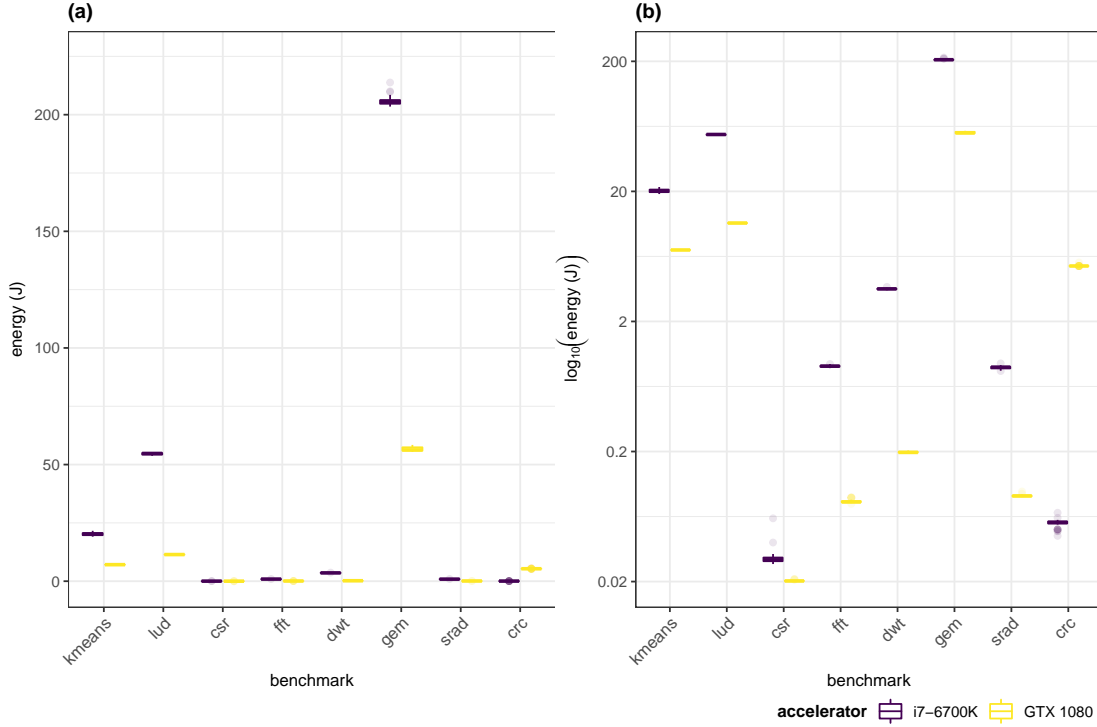 (a)
energy (J)
200
150
100
50
0
kmeans
lud
csr
fft
dwt
gem
srad
crc
benchmark
(b)
log10(energy (J))
200
20
2
0.2
0.02
kmeans
lud
csr
fft
dwt
gem
srad
crc
benchmark
accelerator i7−6700K GTX 1080